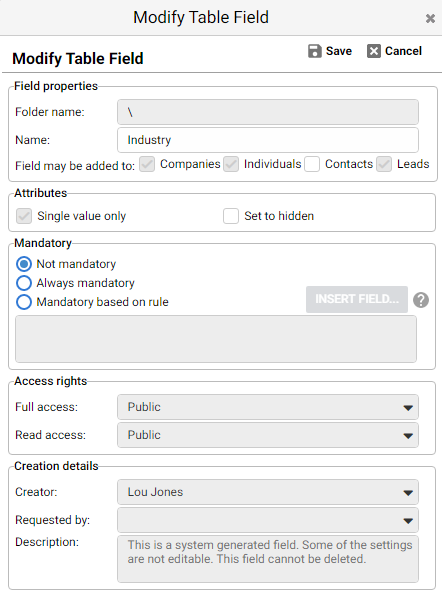 Modify Table Field
Modify Table Field Save Cancel
Field properties
Folder name: \
Name: Industry
Field may be added to: Companies Individuals Contacts Leads
Attributes
Single value only Set to hidden
Mandatory
Not mandatory
Always mandatory
Mandatory based on rule INSERT FIELD... ?
Access rights
Full access: Public
Read access: Public
Creation details
Creator: Lou Jones
Requested by:
Description: This is a system generated field. Some of the settings
are not editable. This field cannot be deleted.